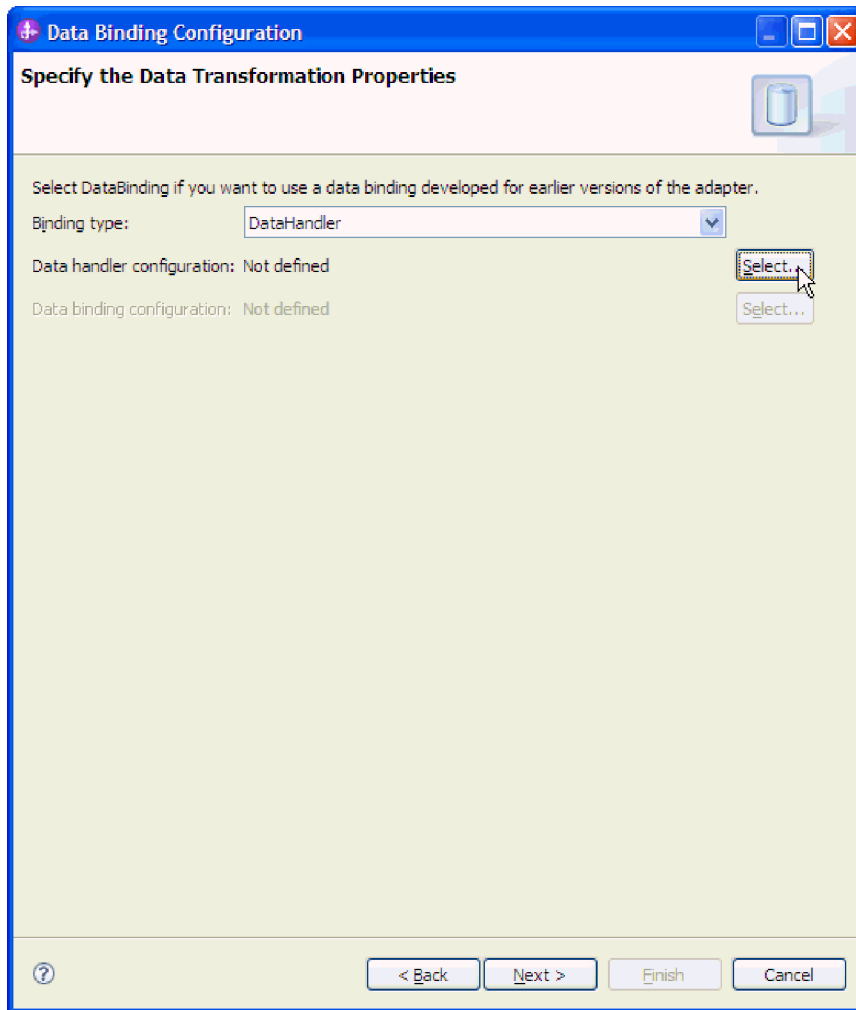 Data Binding Configuration
Specify the Data Transformation Properties
Select DataBinding if you want to use a data binding developed for earlier versions of the adapter.
Binding type: DataHandler
Data handler configuration: Not defined Select...
Data binding configuration: Not defined Select...
? < Back Next > Finish Cancel